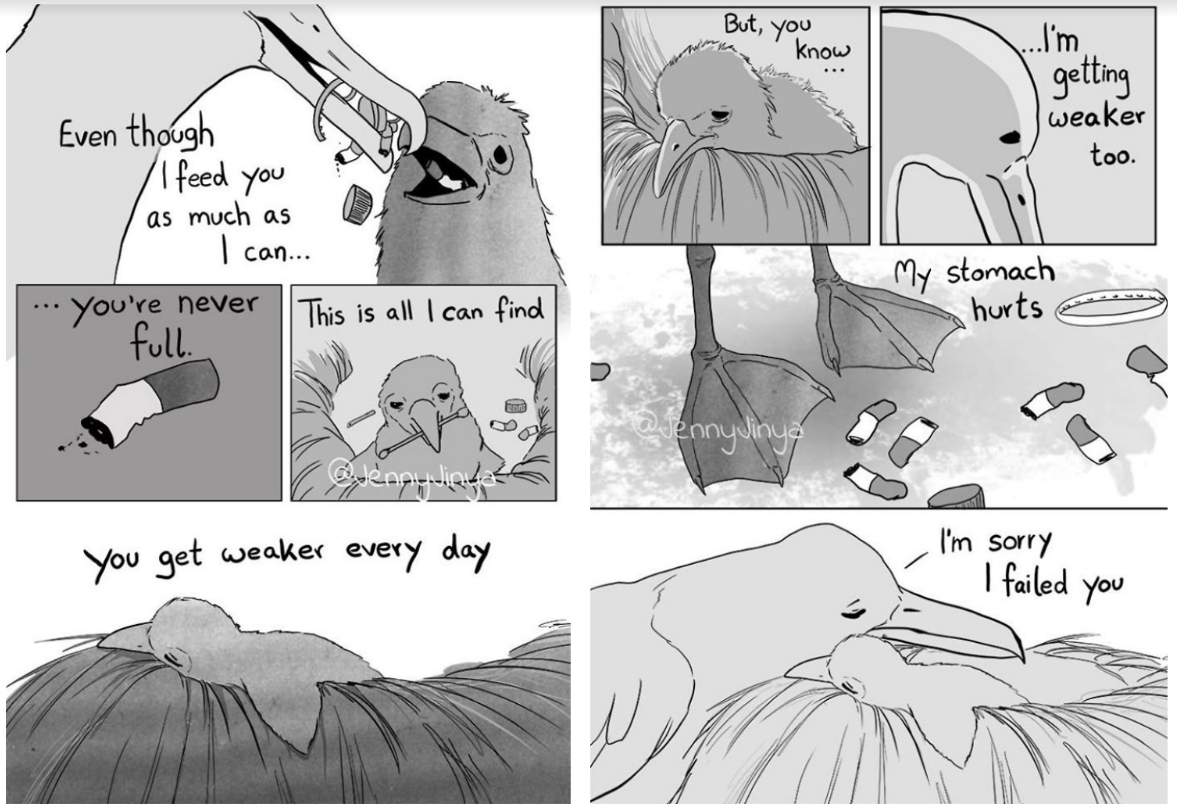 Even though
I feed you
as much as
I can...
... you're never
full.
This is all I can find
@JennyJinya
You get weaker every day
But, you
know
...
...I'm
getting
weaker
too.
My stomach
hurts
@JennyJinya
I'm sorry
I failed you